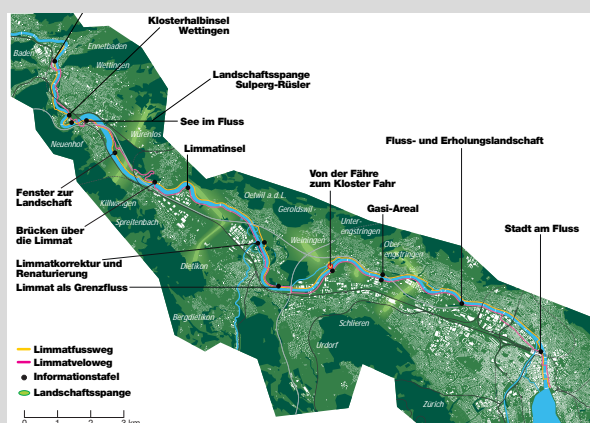 Klosterhalbinsel
Wettingen
Ennetbaden
Baden
Wettingen
Landschaftsspange
Sulperg-Rüsler
See im Fluss
Würenlos
Neuenhof
Limmatinsel
Fluss- und Erholungslandschaft
Von der Fähre
zum Kloster Fahr
Fenster zur
Landschaft
Killwangen
Oetwil a.d.L.
Geroldswil
Gasi-Areal
Spreitenbach
Unter-
engstringen
Stadt am Fluss
Brücken über
die Limmat
Weiningen
Ober-
engstringen
Limmatkorrektur und
Renaturierung
Dietikon
Limmat als Grenzfluss
Bergdietikon
Schlieren
Urdorf
Zürich
Limmatfussweg
Limmatveloweg
Informationstafel
Landschaftsspange
0 1 2 3 km